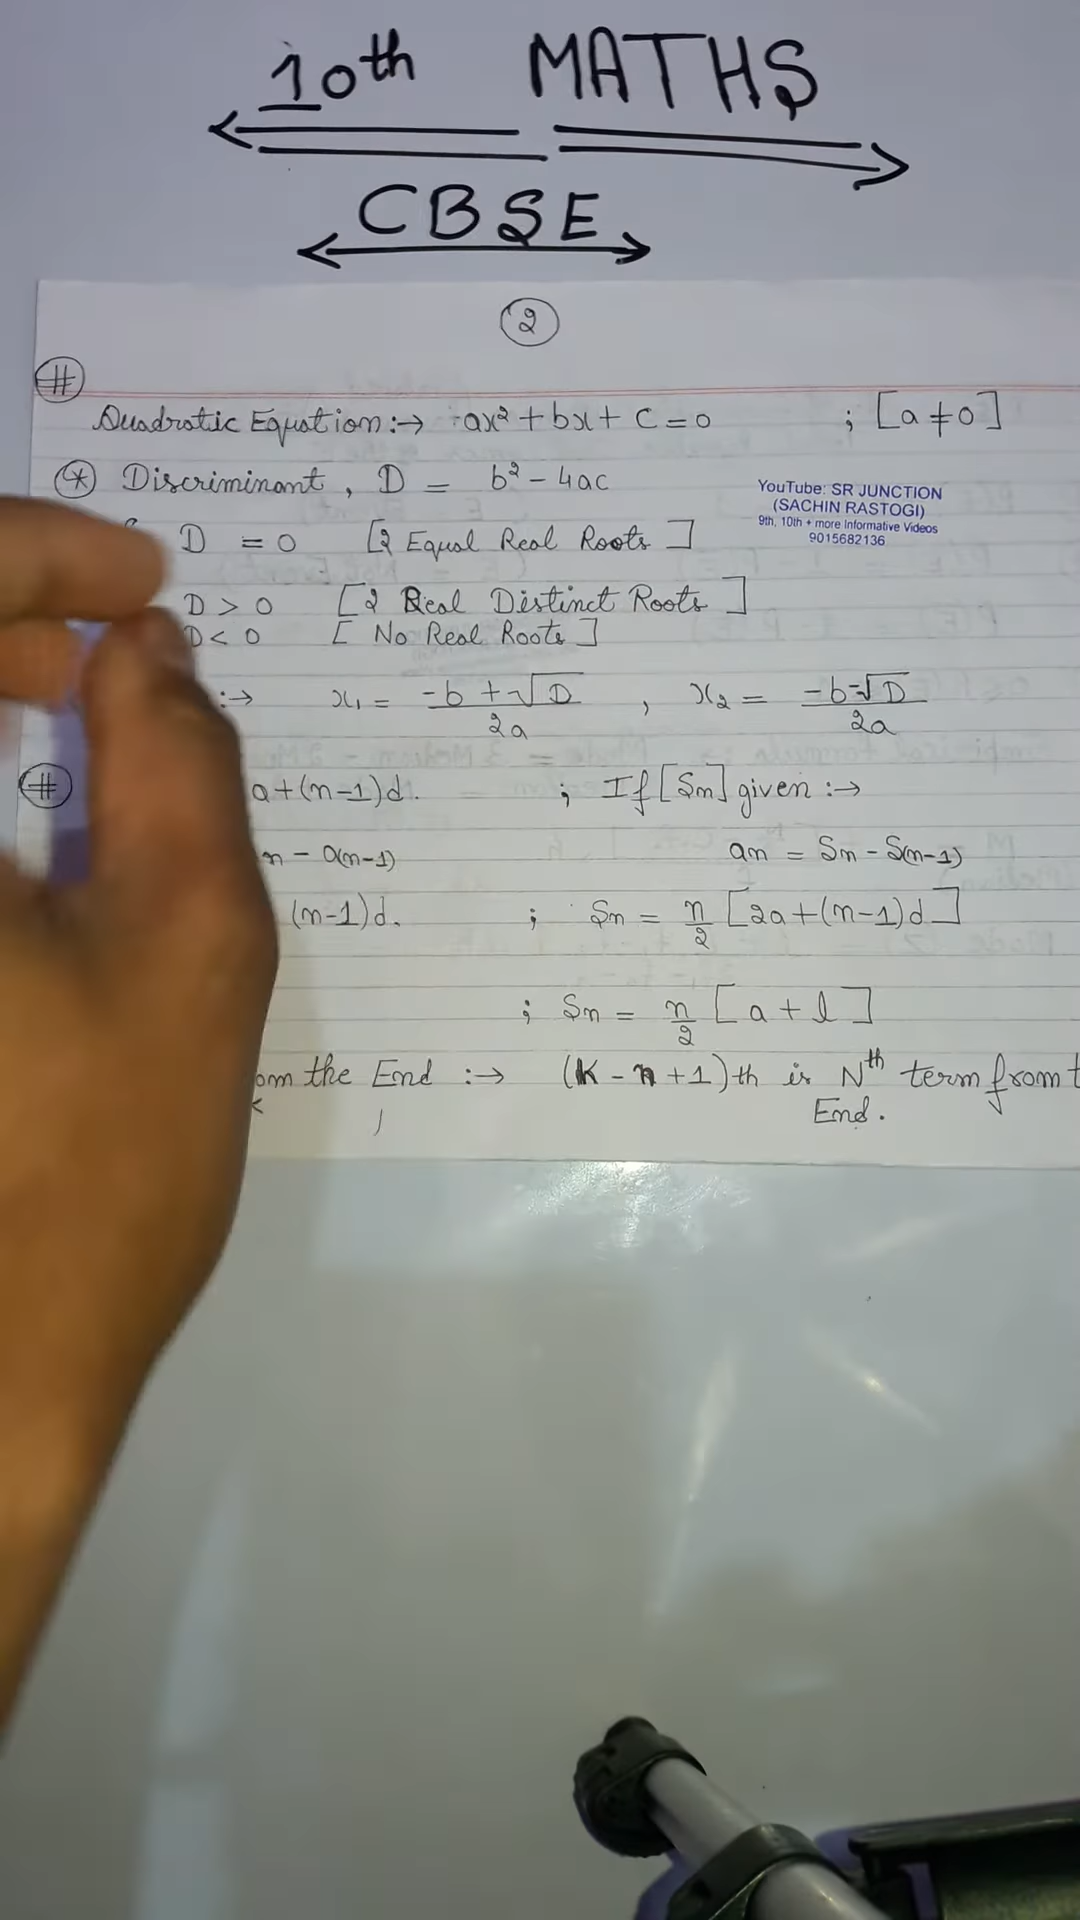 10th MATHS
CBSE
2
#
Quadratic Equation :→ ax² + bx + c = 0 ; [a ≠ 0]
* Discriminant, D = b² - 4ac
YouTube: SR JUNCTION
(SACHIN RASTOGI)
9th, 10th + more Informative Videos
9015682136
D = 0 [2 Equal Real Roots]
D > 0 [2 Real Distinct Roots]
D < 0 [No Real Roots]
:→ x₁ = (-b + √D)/2a , x₂ = (-b - √D)/2a
# a + (n-1)d. ; If [Sn] given :→
n - a(n-1) an = Sn - S(n-1)
(n-1)d. ; Sn = n/2 [2a + (n-1)d]
; Sn = n/2 [a + l]
the End :→ (K - n + 1)th is Nth term from
End.